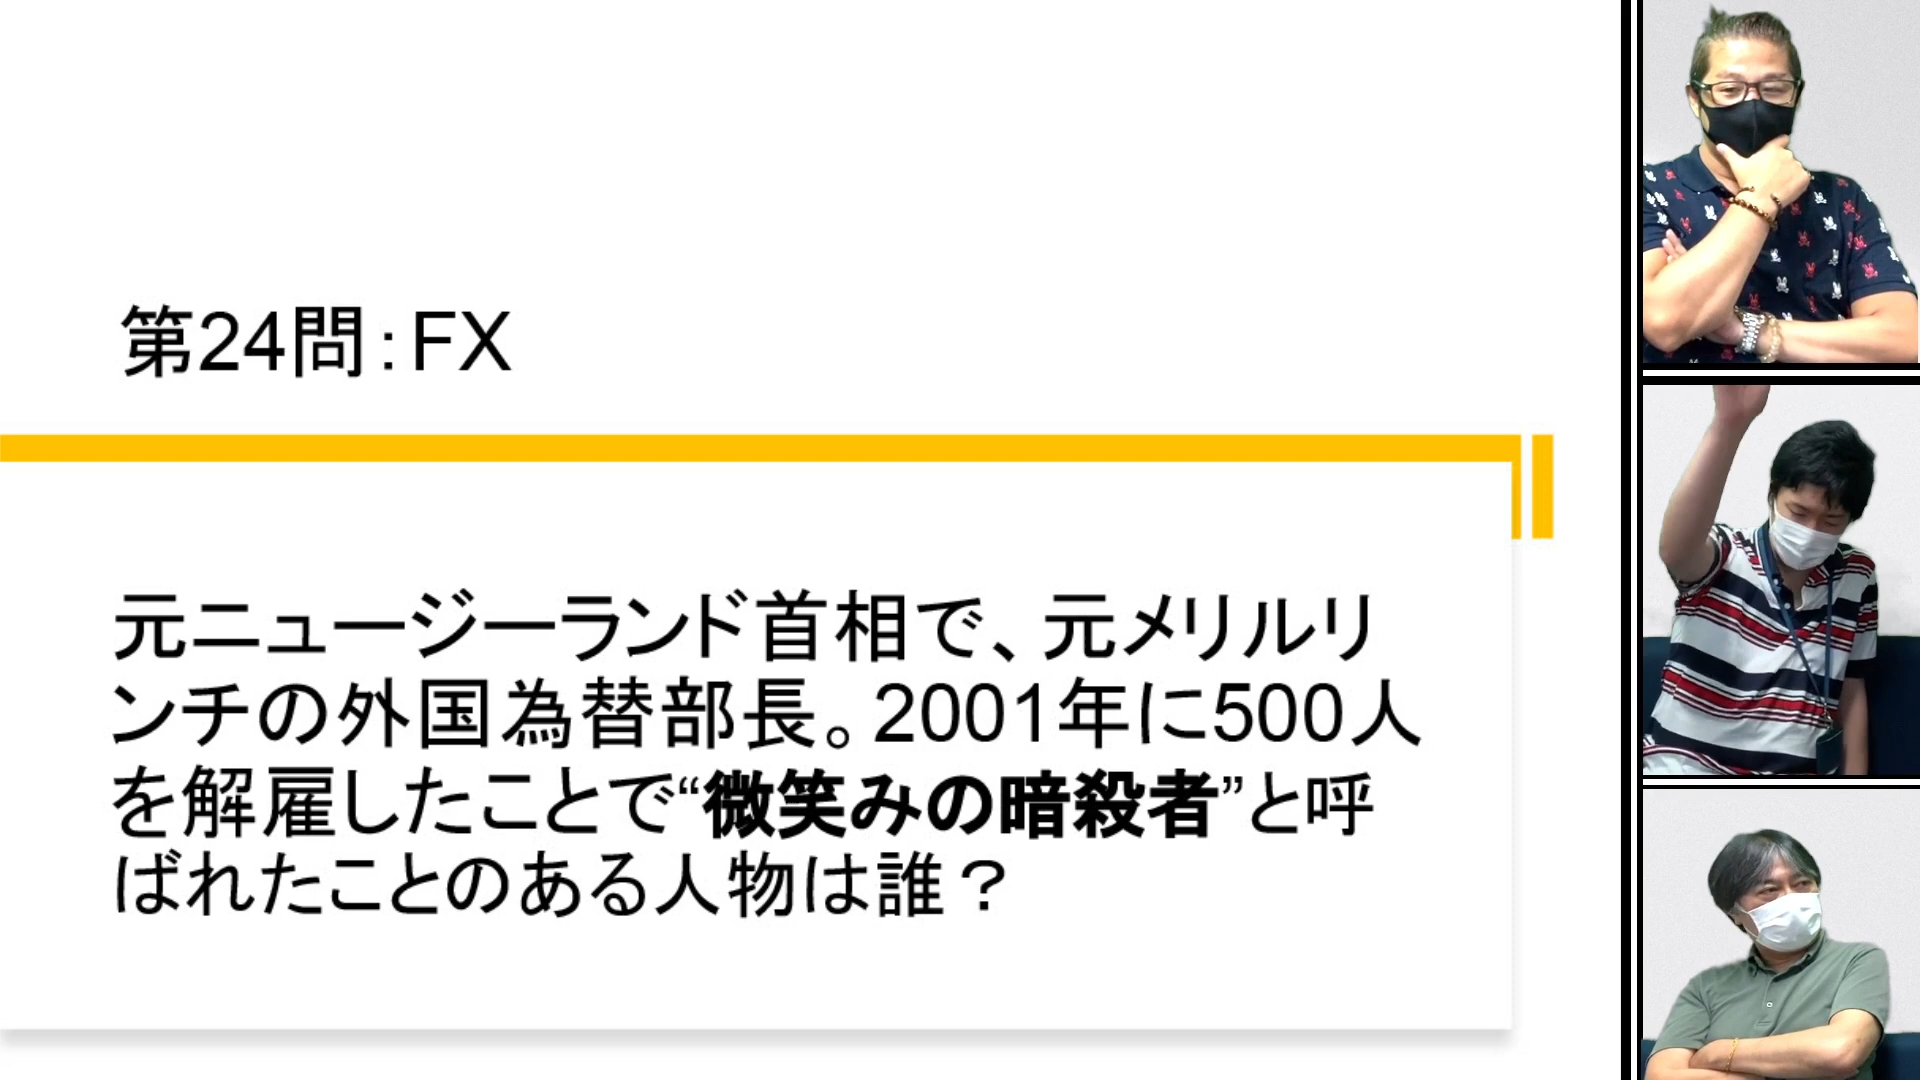 第24問：FX
元ニュージーランド首相で、元メリルリ
ンチの外国為替部長。2001年に500人
を解雇したことで“微笑みの暗殺者”と呼
ばれたことのある人物は誰？